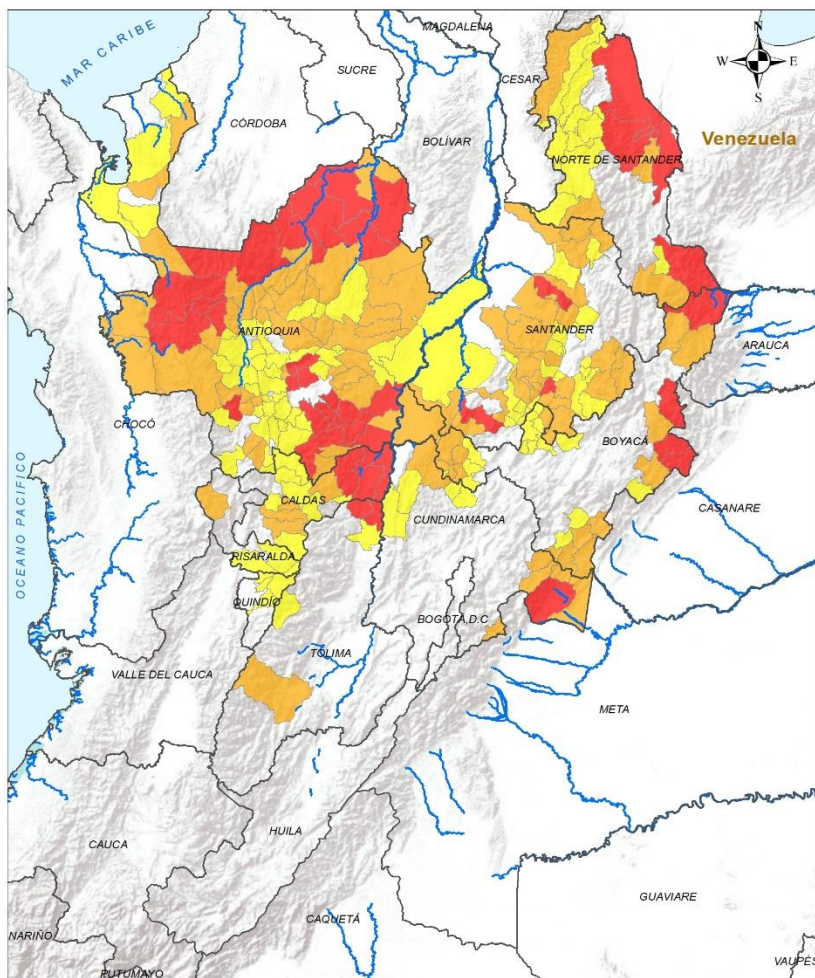 MAR CARIBE
MAGDALENA
N
W
E
S
SUCRE
CESAR
CÓRDOBA
BOLÍVAR
Venezuela
NORTE DE SANTANDER
ANTIOQUIA
SANTANDER
ARAUCA
CHOCÓ
BOYACÁ
OCEANO PACIFICO
CALDAS
CASANARE
CUNDINAMARCA
RISARALDA
QUINDÍO
BOGOTÁ, D.C
TOLIMA
VALLE DEL CAUCA
META
HUILA
CAUCA
GUAVIARE
CAQUETÁ
NARIÑO
VAUPÉS
PUTUMAYO